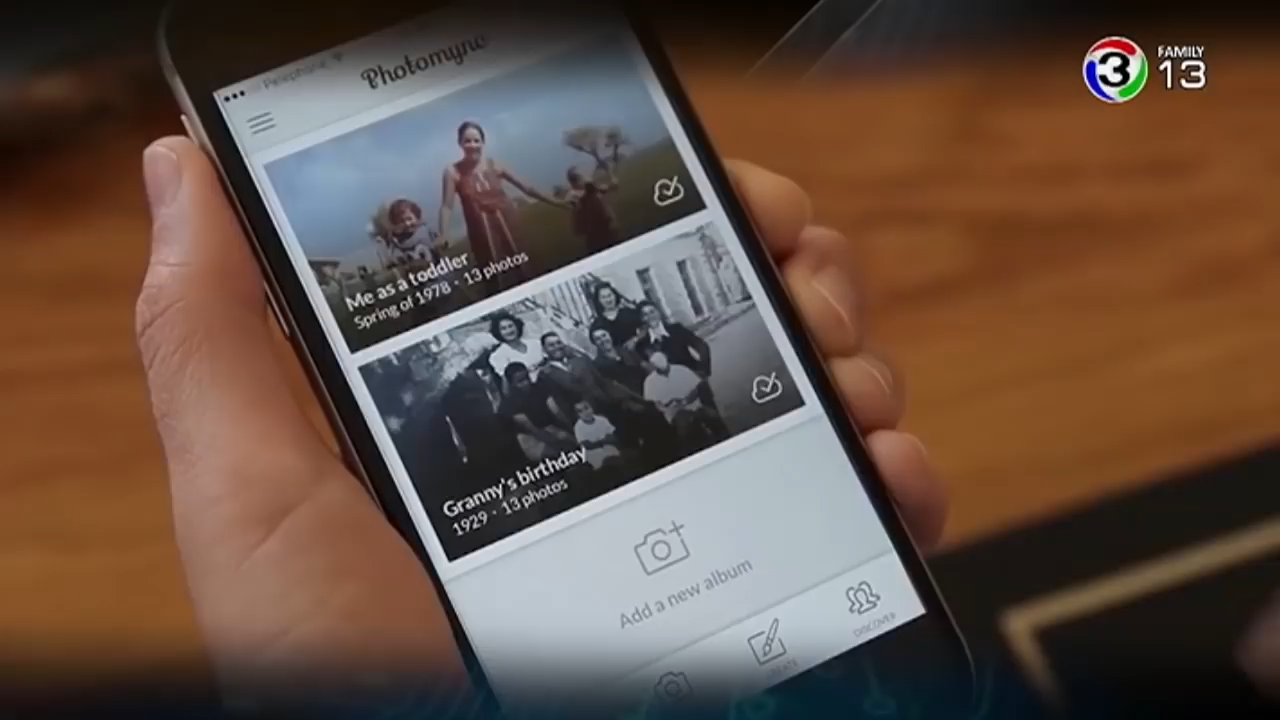 3 FAMILY
13
Pelephone
Photomyne
Me as a toddler
Spring of 1978 · 13 photos
Granny's birthday
1929 · 13 photos
Add a new album
DISCOVER